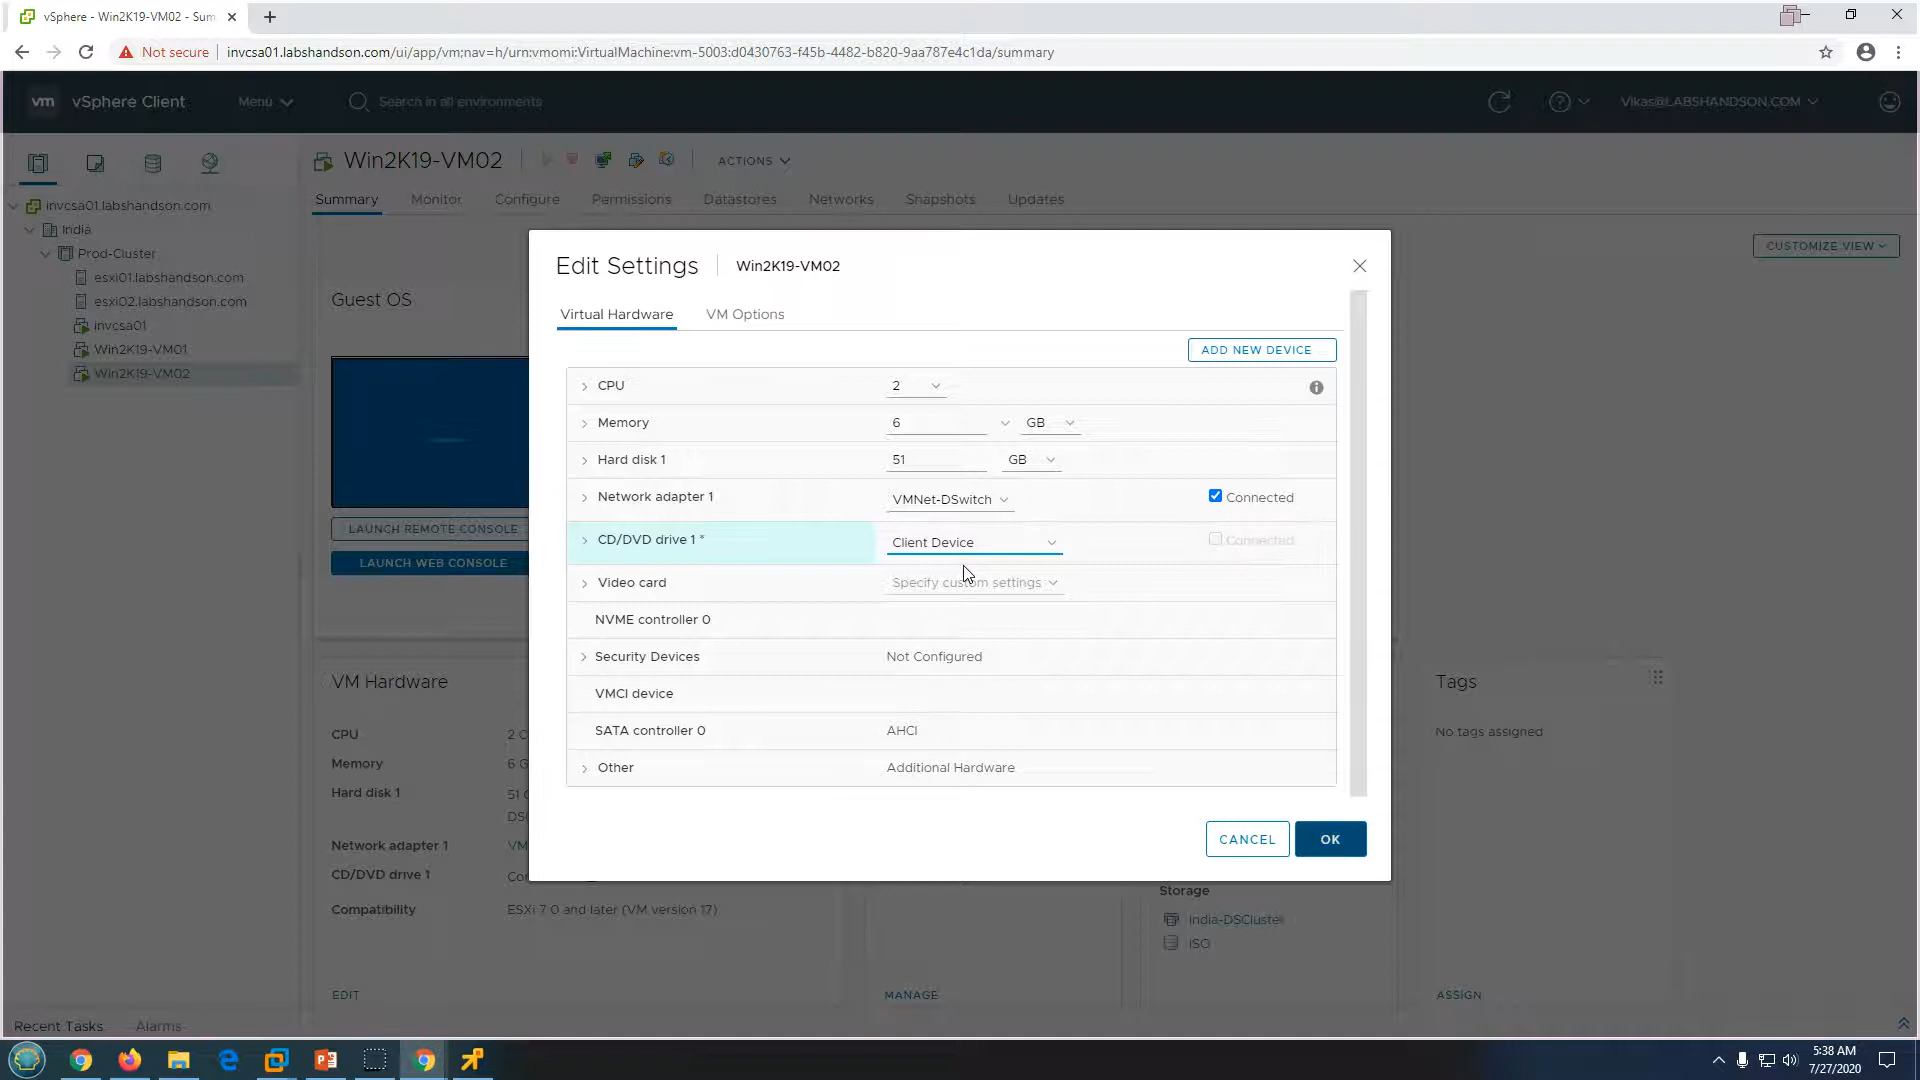 vSphere - Win2K19-VM02 - Sum
Not secure
invcsa01.labshandson.com/ui/app/vm;nav=h/urn:vmomi:VirtualMachine:vm-5003:d0430763-f45b-4482-b820-9aa787e4c1da/summary
vm
vSphere Client
Menu
Search in all environments
Vikas@LABSHANDSON.COM
Win2K19-VM02
ACTIONS
Summary
Monitor
Configure
Permissions
Datastores
Networks
Snapshots
Updates
invcsa01.labshandson.com
India
Prod-Cluster
esxi01.labshandson.com
esxi02.labshandson.com
invcsa01
Win2K19-VM01
Win2K19-VM02
CUSTOMIZE VIEW
Guest OS
LAUNCH REMOTE CONSOLE
LAUNCH WEB CONSOLE
Edit Settings
Win2K19-VM02
Virtual Hardware
VM Options
ADD NEW DEVICE
CPU
2
Memory
6
GB
Hard disk 1
51
GB
Network adapter 1
VMNet-DSwitch
Connected
CD/DVD drive 1 *
Client Device
Connected
Video card
Specify custom settings
NVME controller 0
Security Devices
Not Configured
VMCI device
SATA controller 0
AHCI
Other
Additional Hardware
CANCEL
OK
VM Hardware
CPU
2 C
Memory
6 G
Hard disk 1
51
DS
Network adapter 1
VM
CD/DVD drive 1
Compatibility
ESXi 7.0 and later (VM version 17)
EDIT
MANAGE
Storage
India-DSCluster
ISO
Tags
No tags assigned
ASSIGN
Recent Tasks
Alarms
5:38 AM
7/27/2020